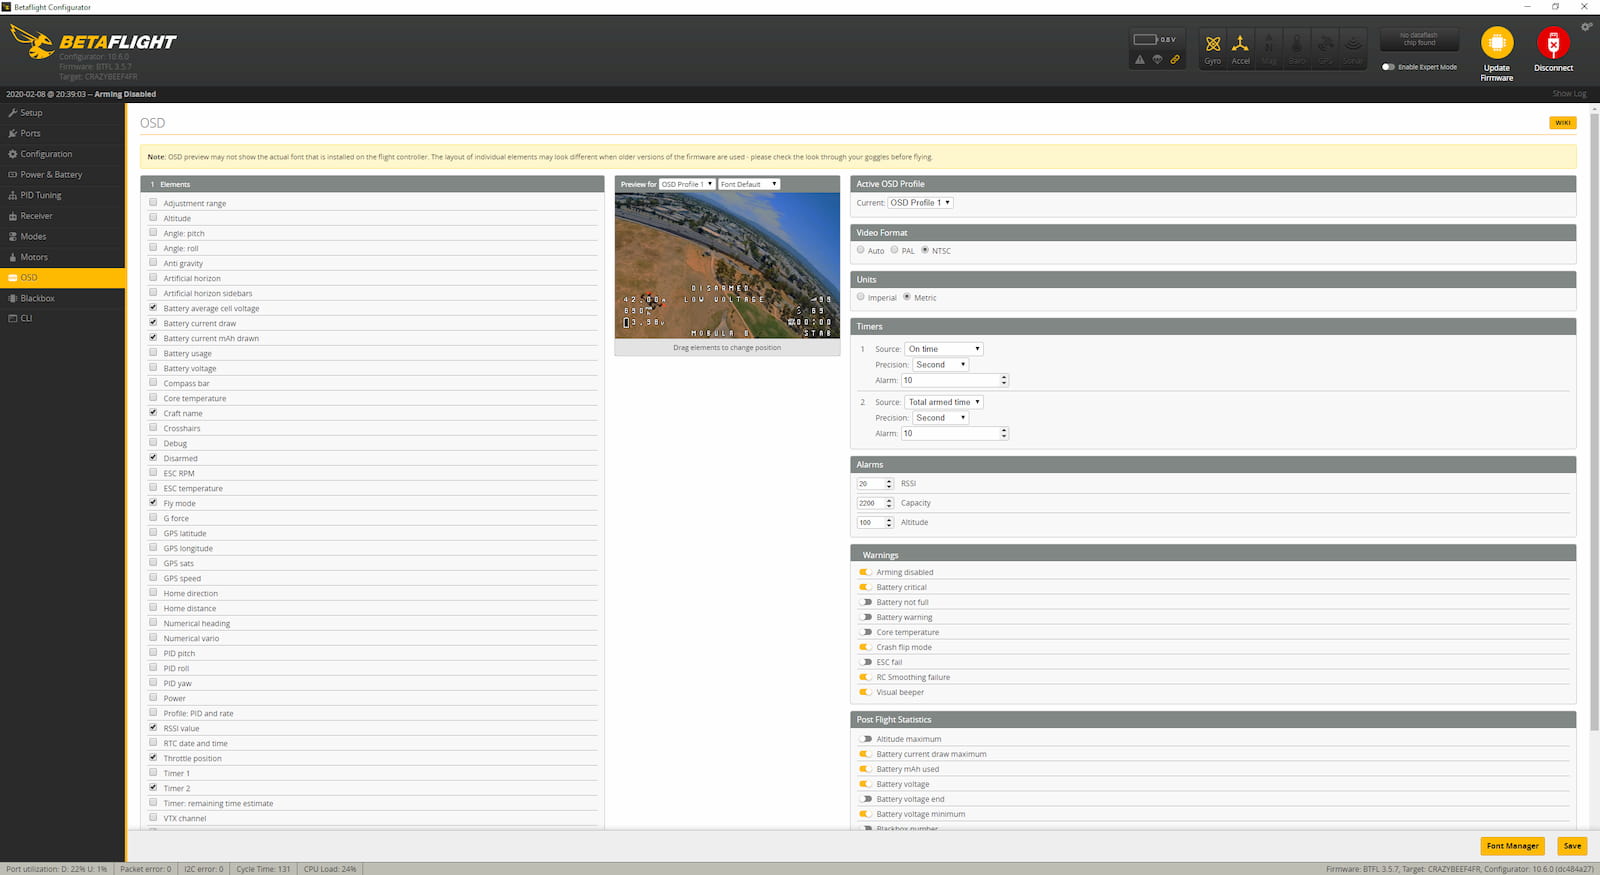 Betaflight Configurator
BETAFLIGHT
Configurator: 10.6.0
Firmware: BTFL 3.5.7
Target: CRAZYBEEF4FR
0.8 V
Gyro
Accel
Mag
Baro
GPS
Sonar
No dataflash
chip found
Enable Expert Mode
Update
Firmware
Disconnect
2020-02-08 @ 20:39:03 -- Arming Disabled
Show Log
Setup
Ports
Configuration
Power & Battery
PID Tuning
Receiver
Modes
Motors
OSD
Blackbox
CLI
OSD
WIKI
Note: OSD preview may not show the actual font that is installed on the flight controller. The layout of individual elements may look different when older versions of the firmware are used - please check the look through your goggles before flying.
1 Elements
Adjustment range
Altitude
Angle: pitch
Angle: roll
Anti gravity
Artificial horizon
Artificial horizon sidebars
Battery average cell voltage
Battery current draw
Battery current mAh drawn
Battery usage
Battery voltage
Compass bar
Core temperature
Craft name
Crosshairs
Debug
Disarmed
ESC RPM
ESC temperature
Fly mode
G force
GPS latitude
GPS longitude
GPS sats
GPS speed
Home direction
Home distance
Numerical heading
Numerical vario
PID pitch
PID roll
PID yaw
Power
Profile: PID and rate
RSSI value
RTC date and time
Throttle position
Timer 1
Timer 2
Timer: remaining time estimate
VTX channel
Preview for OSD Profile 1 Font Default
DISARMED
LOW VOLTAGE
42.00A
690
69
3.98V
00:00
MOBULA 6
STAB
Drag elements to change position
Active OSD Profile
Current: OSD Profile 1
Video Format
Auto PAL NTSC
Units
Imperial Metric
Timers
1 Source: On time
Precision: Second
Alarm: 10
2 Source: Total armed time
Precision: Second
Alarm: 10
Alarms
20 RSSI
2200 Capacity
100 Altitude
Warnings
Arming disabled
Battery critical
Battery not full
Battery warning
Core temperature
Crash flip mode
ESC fail
RC Smoothing failure
Visual beeper
Post Flight Statistics
Altitude maximum
Battery current draw maximum
Battery mAh used
Battery voltage
Battery voltage end
Battery voltage minimum
Blackbox number
Font Manager
Save
Port utilization: D: 22% U: 1%
Packet error: 0
I2C error: 0
Cycle Time: 131
CPU Load: 24%
Firmware: BTFL 3.5.7, Target: CRAZYBEEF4FR, Configurator: 10.6.0 (dc484a27)